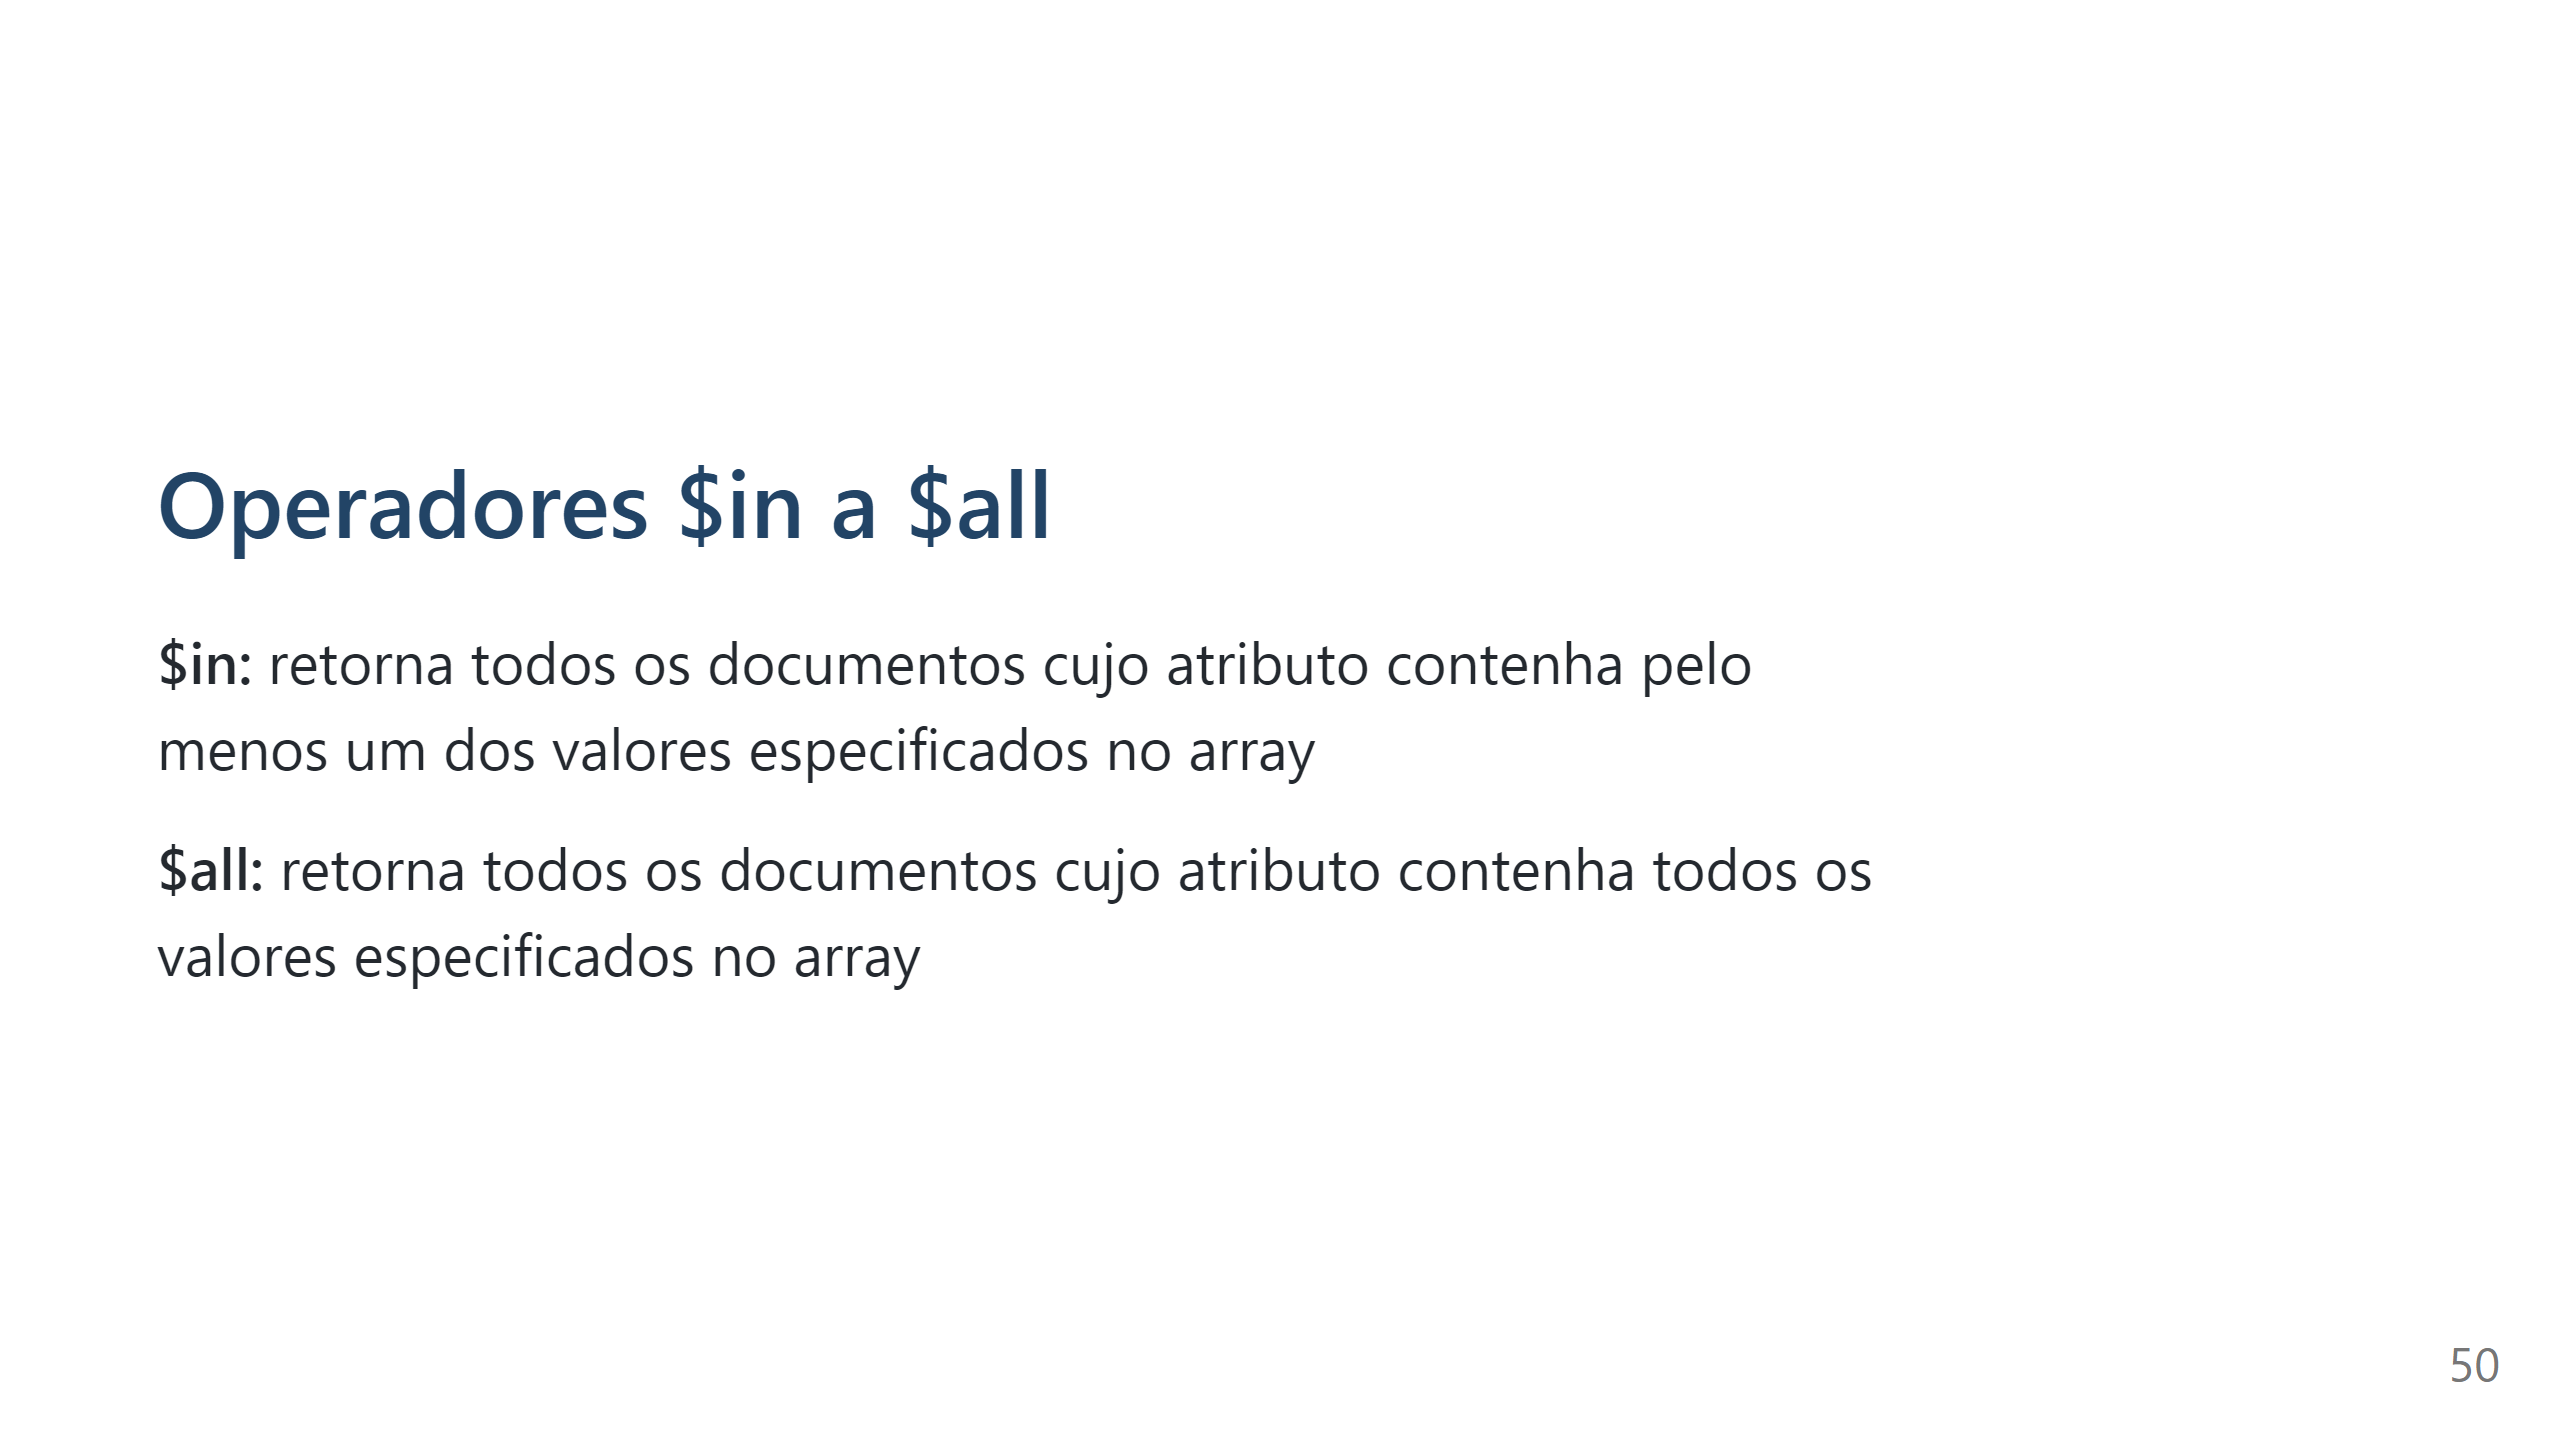 Operadores $in a $all
$in: retorna todos os documentos cujo atributo contenha pelo
menos um dos valores especificados no array
$all: retorna todos os documentos cujo atributo contenha todos os
valores especificados no array
50